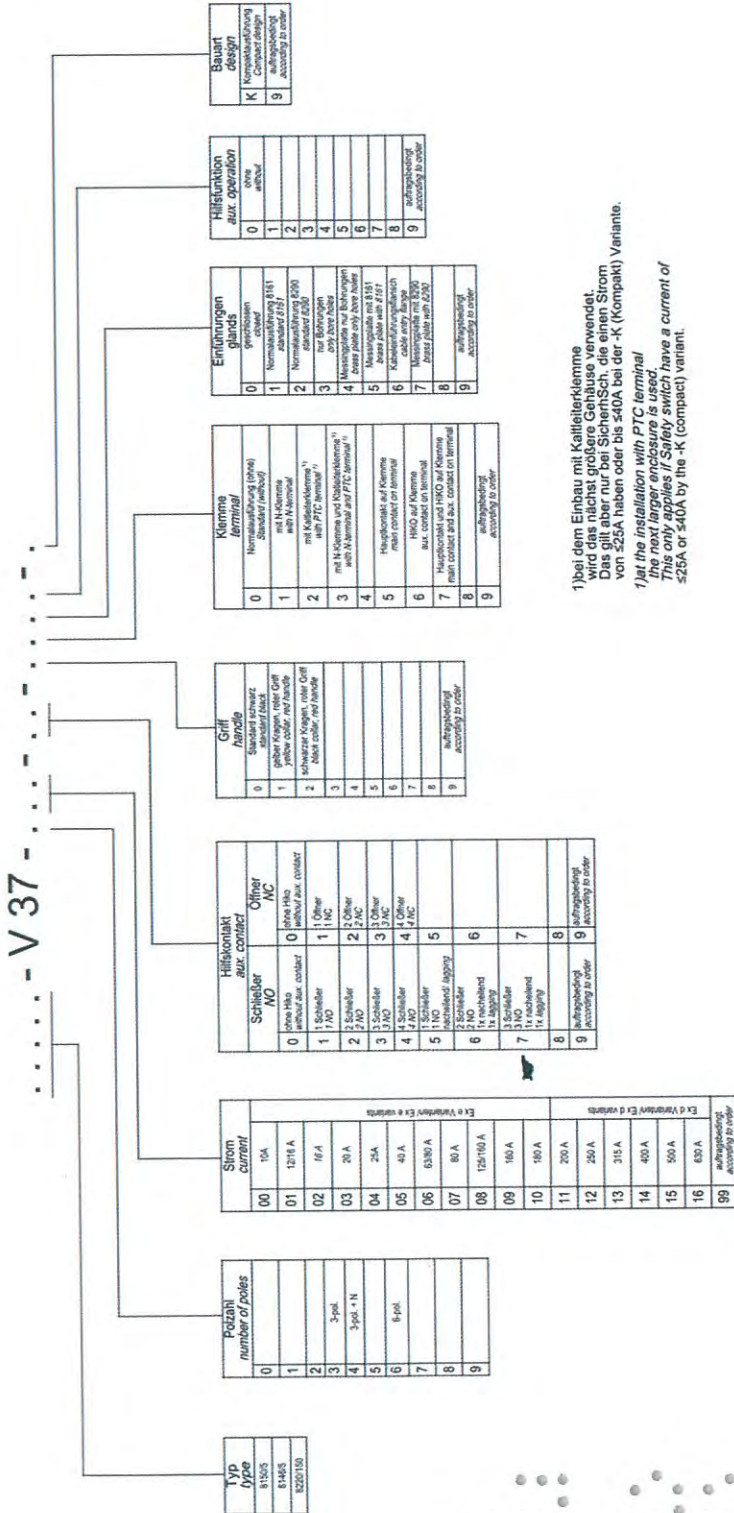 . . . . . . - V 37 - . . . - . . . - . . . . . - .
Typ
type
8150/5
8146/5
8220/150
Polzahl
number of poles
0
1
2
3 3-pol.
4 3-pol. + N
5
6 6-pol.
7
8
9
Strom
current
00 10A
01 12/16 A
02 16 A
03 20 A
04 25A
05 40 A
06 63/80 A
07 80 A
08 125/160 A
09 160 A
10 180 A
Ex e Varianten/ Ex e variants
11 200 A
12 250 A
13 315 A
14 400 A
15 500 A
16 630 A
Ex d Varianten/ Ex d variants
99 auftragsbedingt
according to order
Hilfskontakt
aux. contact
Schließer
NO
0 ohne Hiko
without aux. contact
1 1 Schließer
1 NO
2 2 Schließer
2 NO
3 3 Schließer
3 NO
4 4 Schließer
4 NO
5 1 Schließer
1 NO
nacheilend/ lagging
6 2 Schließer
2 NO
1x nacheilend
1x lagging
7 3 Schließer
3 NO
1x nacheilend
1x lagging
8
9 auftragsbedingt
according to order
Öffner
NC
0 ohne Hiko
without aux. contact
1 1 Öffner
1 NC
2 2 Öffner
2 NC
3 3 Öffner
3 NC
4 4 Öffner
4 NC
5
6
7
8
9 auftragsbedingt
according to order
Griff
handle
0 Standard schwarz
standard black
1 gelber Kragen, roter Griff
yellow collar, red handle
2 schwarzer Kragen, roter Griff
black collar, red handle
3
4
5
6
7
8
9 auftragsbedingt
according to order
Klemme
terminal
0 Normalausführung (ohne)
Standard (without)
1 mit N-Klemme
with N-terminal
2 mit Kaltleiterklemme 1)
with PTC terminal 1)
3 mit N-Klemme und Ktalleiterklemme 1)
with N-terminal and PTC terminal 1)
4
5 Hauptkontakt auf Klemme
main contact on terminal
6 HIKO auf Klemme
aux. contact on terminal
7 Hauptkontakt und HIKO auf Klemme
main contact and aux. contact on terminal
8
9 auftragsbedingt
according to order
Einführungen
glands
0 geschlossen
closed
1 Normalausführung 8161
standard 8161
2 Normalausführung 8290
standard 8290
3 nur Bohrungen
only bore holes
4 Messingplatte nur Bohrungen
brass plate only bore holes
5 Messingplatte mit 8161
brass plate with 8161
6 Kabeleinführungsflansch
cable entry flange
7 Messingplatte mit 8290
brass plate with 8290
8
9 auftragsbedingt
according to order
Hilfsfunktion
aux. operation
0 ohne
without
1
2
3
4
5
6
7
8
9 auftragsbedingt
according to order
Bauart
design
K Kompaktausführung
Compact design
9 auftragsbedingt
according to order
1)bei dem Einbau mit Kaltleiterklemme
wird das nächst größere Gehäuse verwendet.
Das gilt aber nur bei SicherhSch. die einen Strom
von ≤25A haben oder bis ≤40A bei der -K (Kompakt) Variante.
1)at the installation with PTC terminal
the next larger enclosure is used.
This only applies if Safety switch have a current of
≤25A or ≤40A by the -K (compact) variant.